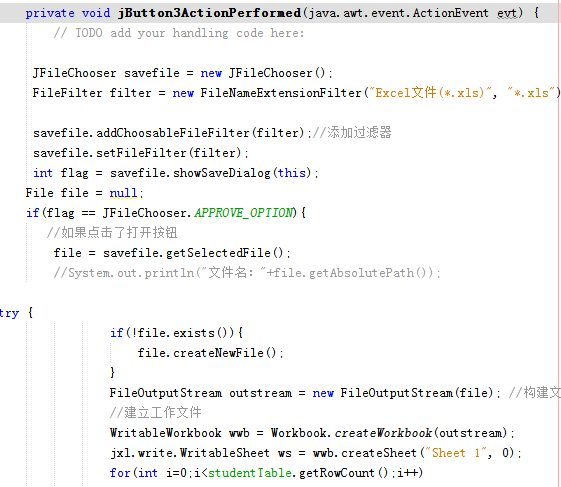 private void jButton3ActionPerformed(java.awt.event.ActionEvent evt) {
// TODO add your handling code here:
JFileChooser savefile = new JFileChooser();
FileFilter filter = new FileNameExtensionFilter("Excel文件(*.xls)", "*.xls")
savefile.addChoosableFileFilter(filter);//添加过滤器
savefile.setFileFilter(filter);
int flag = savefile.showSaveDialog(this);
File file = null;
if(flag == JFileChooser.APPROVE_OPTION){
//如果点击了打开按钮
file = savefile.getSelectedFile();
//System.out.println("文件名："+file.getAbsolutePath());
try {
if(!file.exists()){
file.createNewFile();
}
FileOutputStream outstream = new FileOutputStream(file); //构建文
//建立工作文件
WritableWorkbook wwb = Workbook.createWorkbook(outstream);
jxl.write.WritableSheet ws = wwb.createSheet("Sheet 1", 0);
for(int i=0;i<studentTable.getRowCount();i++)